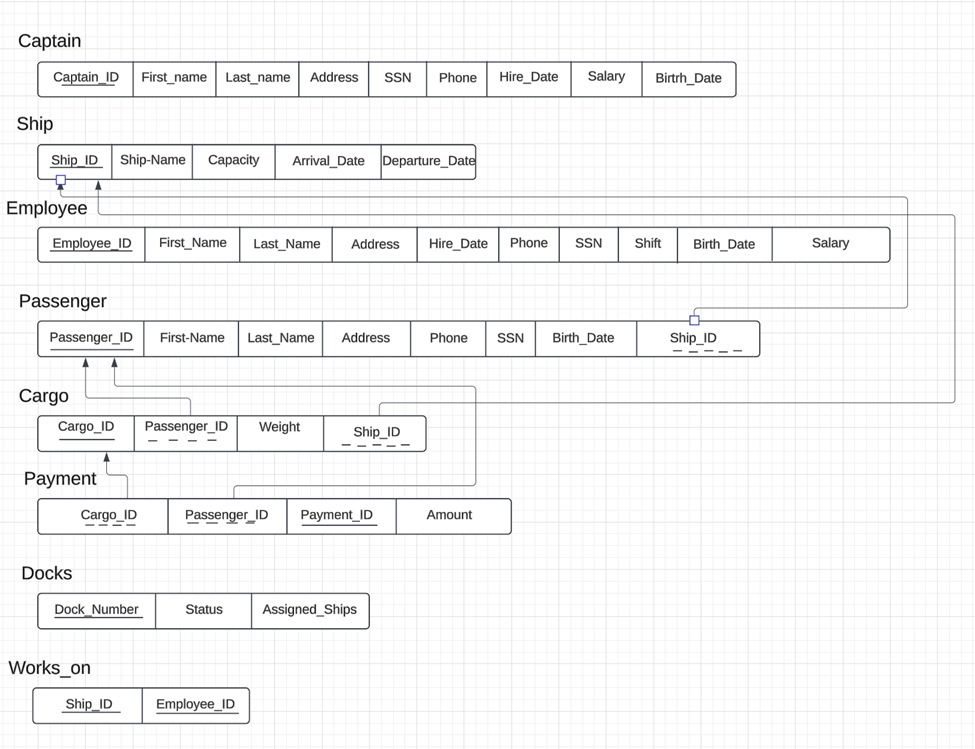 Captain
Captain_ID First_name Last_name Address SSN Phone Hire_Date Salary Birtrh_Date
Ship
Ship_ID Ship-Name Capacity Arrival_Date Departure_Date
Employee
Employee_ID First_Name Last_Name Address Hire_Date Phone SSN Shift Birth_Date Salary
Passenger
Passenger_ID First-Name Last_Name Address Phone SSN Birth_Date Ship_ID
Cargo
Cargo_ID Passenger_ID Weight Ship_ID
Payment
Cargo_ID Passenger_ID Payment_ID Amount
Docks
Dock_Number Status Assigned_Ships
Works_on
Ship_ID Employee_ID